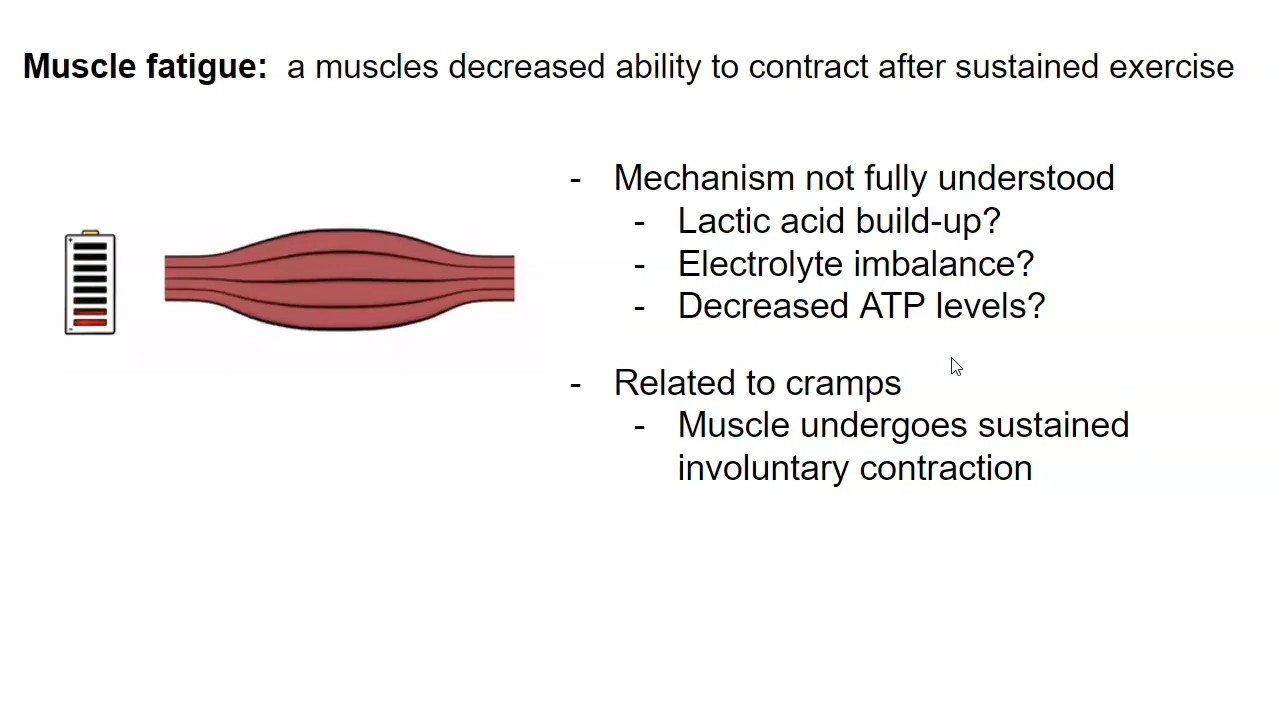 Muscle fatigue: a muscles decreased ability to contract after sustained exercise
- Mechanism not fully understood
- Lactic acid build-up?
- Electrolyte imbalance?
- Decreased ATP levels?
- Related to cramps
- Muscle undergoes sustained
involuntary contraction